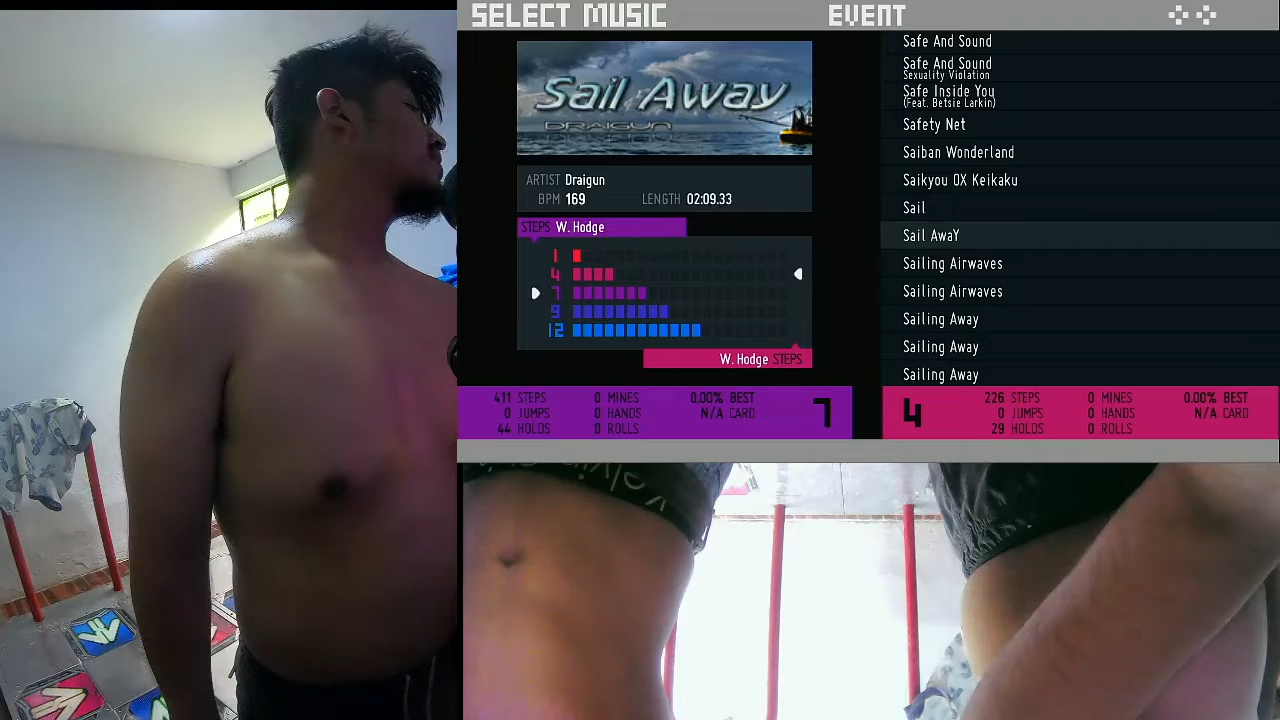 SELECT MUSIC
EVENT
Sail Away
DRAIGUN
ARTIST Draigun
BPM 169 LENGTH 02:09.33
STEPS W. Hodge
1
4
7
9
12
W. Hodge STEPS
Safe And Sound
Safe And Sound
Sexuality Violation
Safe Inside You
(Feat. Betsie Larkin)
Safety Net
Saiban Wonderland
Saikyou OX Keikaku
Sail
Sail AwaY
Sailing Airwaves
Sailing Airwaves
Sailing Away
Sailing Away
Sailing Away
411 STEPS 0 MINES 0.00% BEST
0 JUMPS 0 HANDS N/A CARD
44 HOLDS 0 ROLLS
7
4
226 STEPS 0 MINES 0.00% BEST
0 JUMPS 0 HANDS N/A CARD
29 HOLDS 0 ROLLS